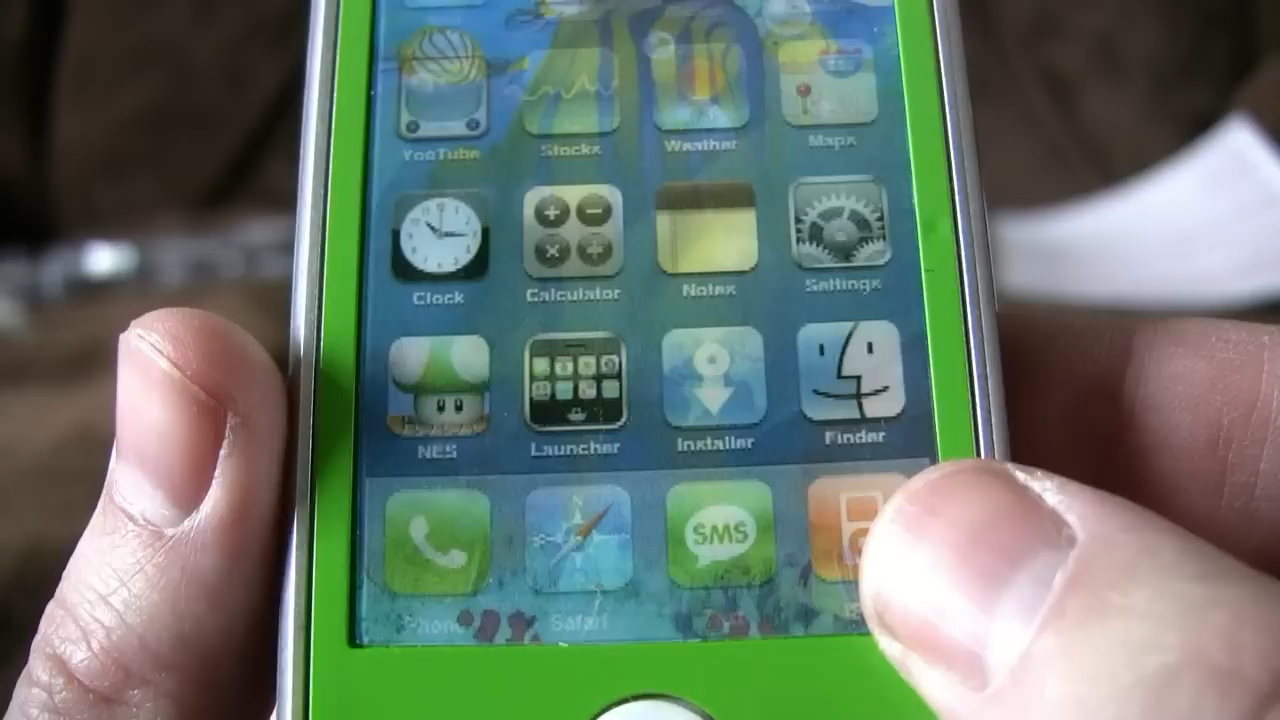 YouTube Stocks Weather Maps
Clock Calculator Notes Settings
NES Launcher Installer Finder
SMS
Phone Safari